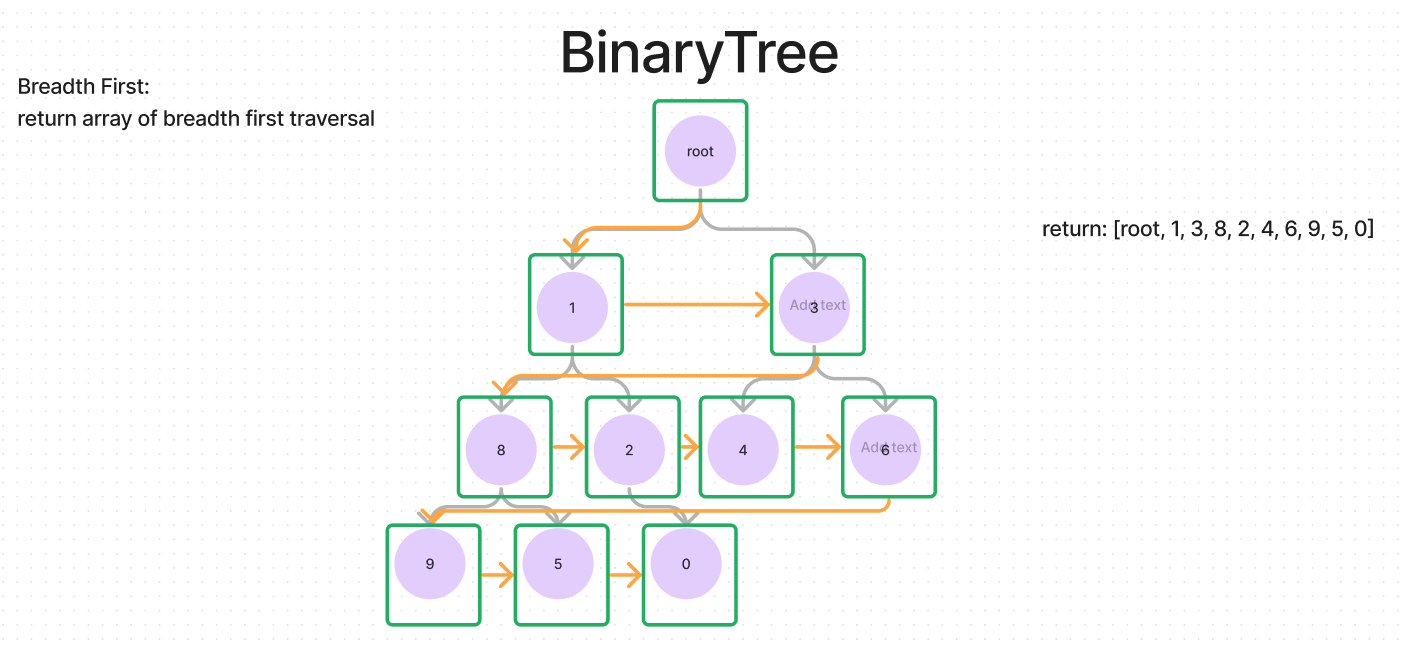 BinaryTree
Breadth First:
return array of breadth first traversal
root
return: [root, 1, 3, 8, 2, 4, 6, 9, 5, 0]
1
Add text
3
8
2
4
Add text
6
9
5
0